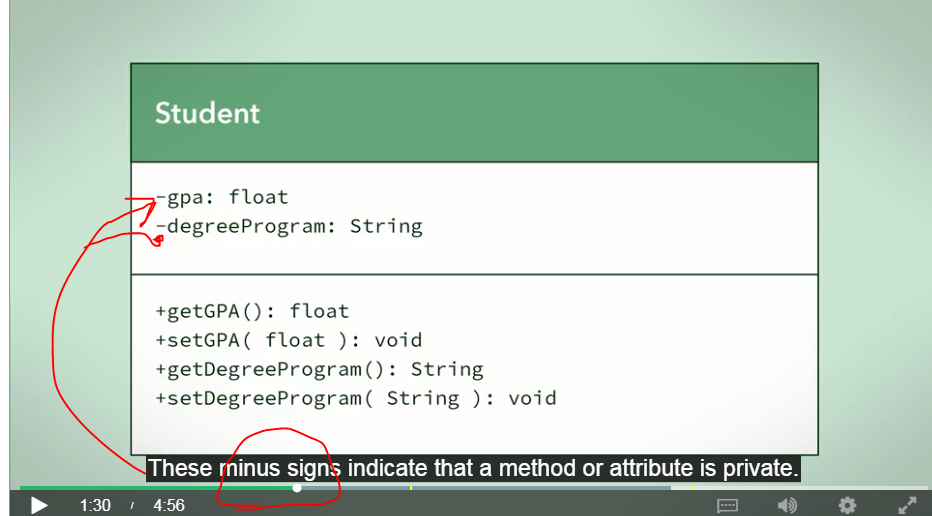 Student
-gpa: float
-degreeProgram: String
+getGPA(): float
+setGPA( float ): void
+getDegreeProgram(): String
+setDegreeProgram( String ): void
These minus signs indicate that a method or attribute is private.
1:30 / 4:56